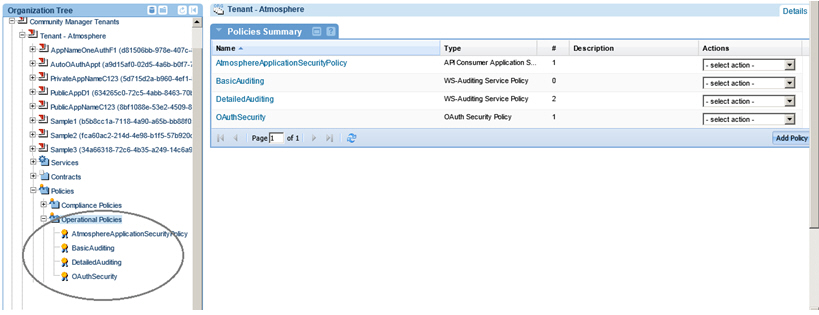 Organization Tree
Community Manager Tenants
Tenant - Atmosphere
AppNameOneAuthF1 (d81506bb-978e-407c-
AutoOAuthAppt (a9d15af0-02d5-4a6b-b0f7-
PrivateAppNameC123 (5d715d2a-b960-4ef1-
PublicAppD1 (634265c0-72c5-4abb-8463-70b
PublicAppNameC123 (8bf1088e-53e2-4509-8
Sample1 (b5b8cc1a-7118-4a90-a65b-bb88f0
Sample2 (fca60ac2-214d-4e98-b1f5-57b920c
Sample3 (34a66318-72c6-4b35-a249-14c6a9
Services
Contracts
Policies
Compliance Policies
Operational Policies
AtmosphereApplicationSecurityPolicy
BasicAuditing
DetailedAuditing
OAuthSecurity
Tenant - Atmosphere
Details
Policies Summary
Name Type # Description Actions
AtmosphereApplicationSecurityPolicy API Consumer Application S... 1 - select action -
BasicAuditing WS-Auditing Service Policy 0 - select action -
DetailedAuditing WS-Auditing Service Policy 2 - select action -
OAuthSecurity OAuth Security Policy 1 - select action -
Page 1 of 1
Add Policy